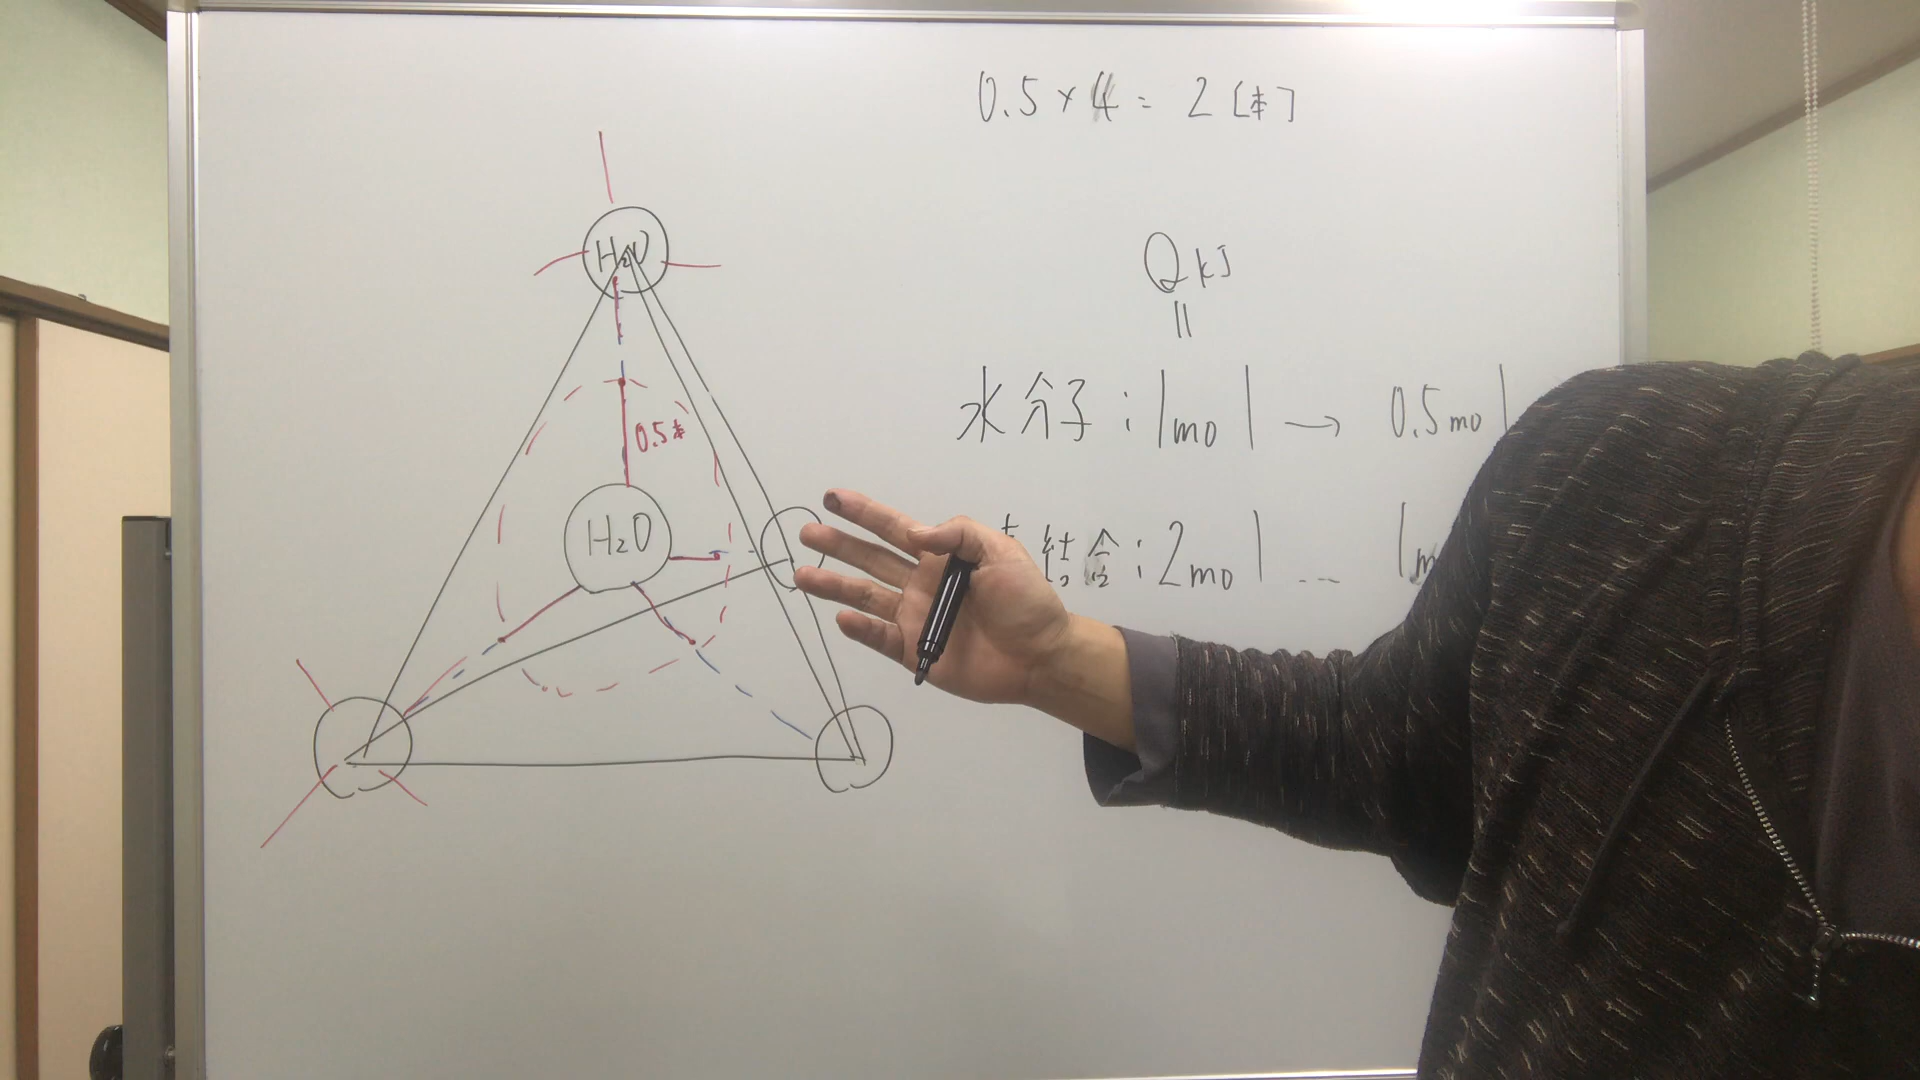 0.5 × 4 = 2 [本]
H₂O
0.5本
H₂O
QkJ
||
水分子:1mol → 0.5mol
結合:2mol … 1m